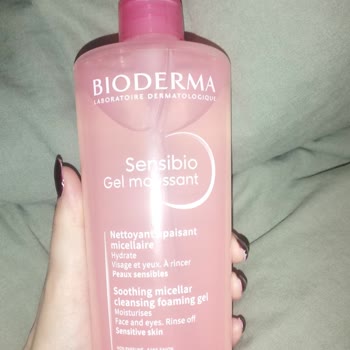 BIODERMA
LABORATOIRE DERMATOLOGIQUE
Sensibio
Gel moussant
Nettoyant apaisant
micellaire
Hydrate
Visage et yeux. À rincer
Peaux sensibles
Soothing micellar
cleansing foaming gel
Moisturises
Face and eyes. Rinse off
Sensitive skin